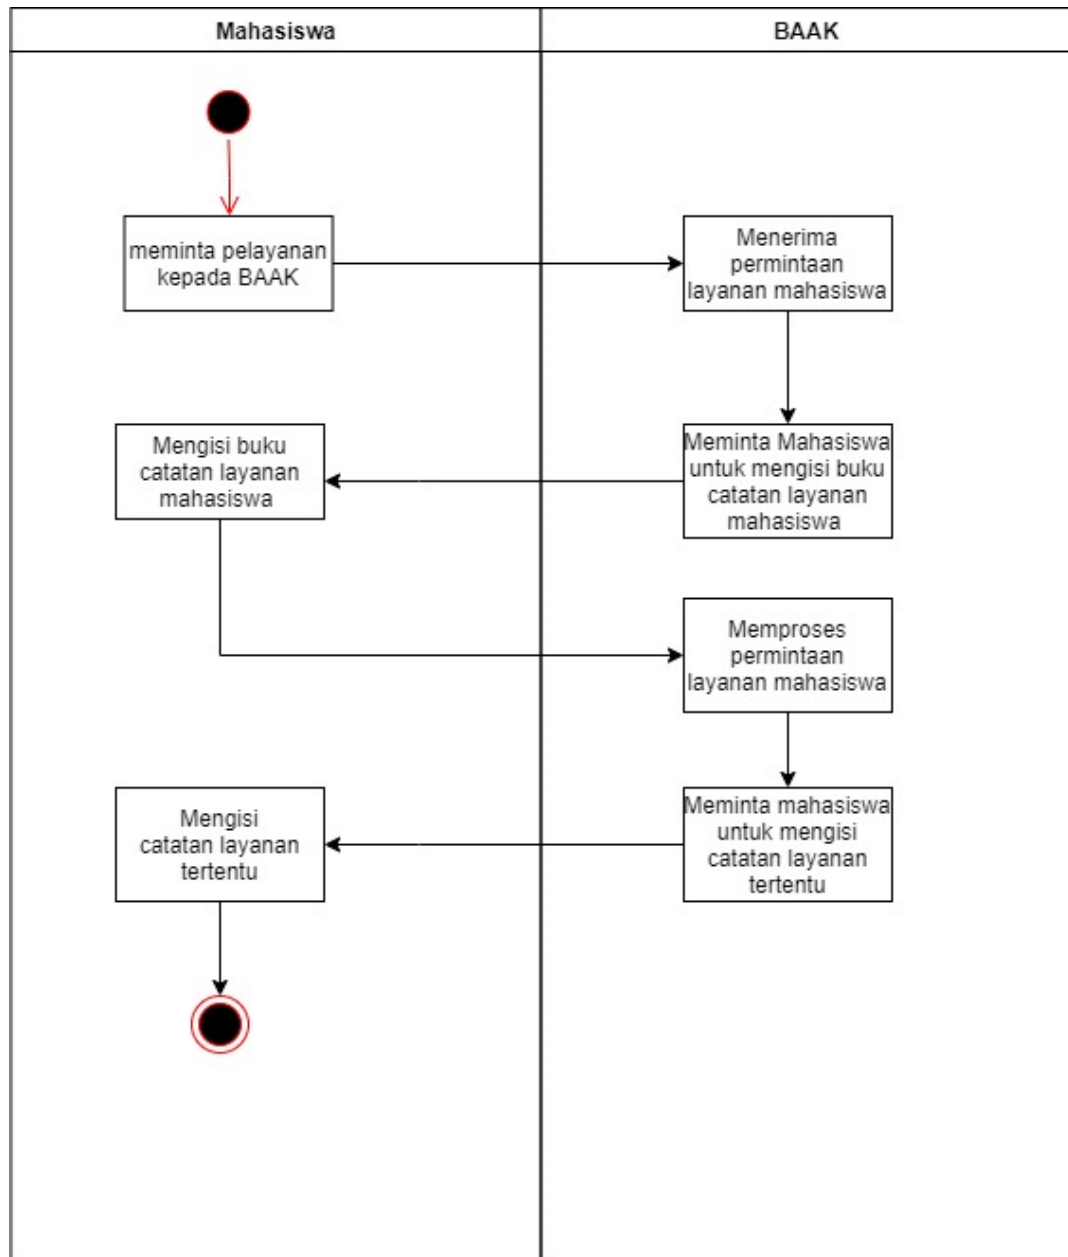 Mahasiswa
BAAK
meminta pelayanan
kepada BAAK
Menerima
permintaan
layanan mahasiswa
Meminta Mahasiswa
untuk mengisi buku
catatan layanan
mahasiswa
Mengisi buku
catatan layanan
mahasiswa
Memproses
permintaan
layanan mahasiswa
Meminta mahasiswa
untuk mengisi
catatan layanan
tertentu
Mengisi
catatan layanan
tertentu